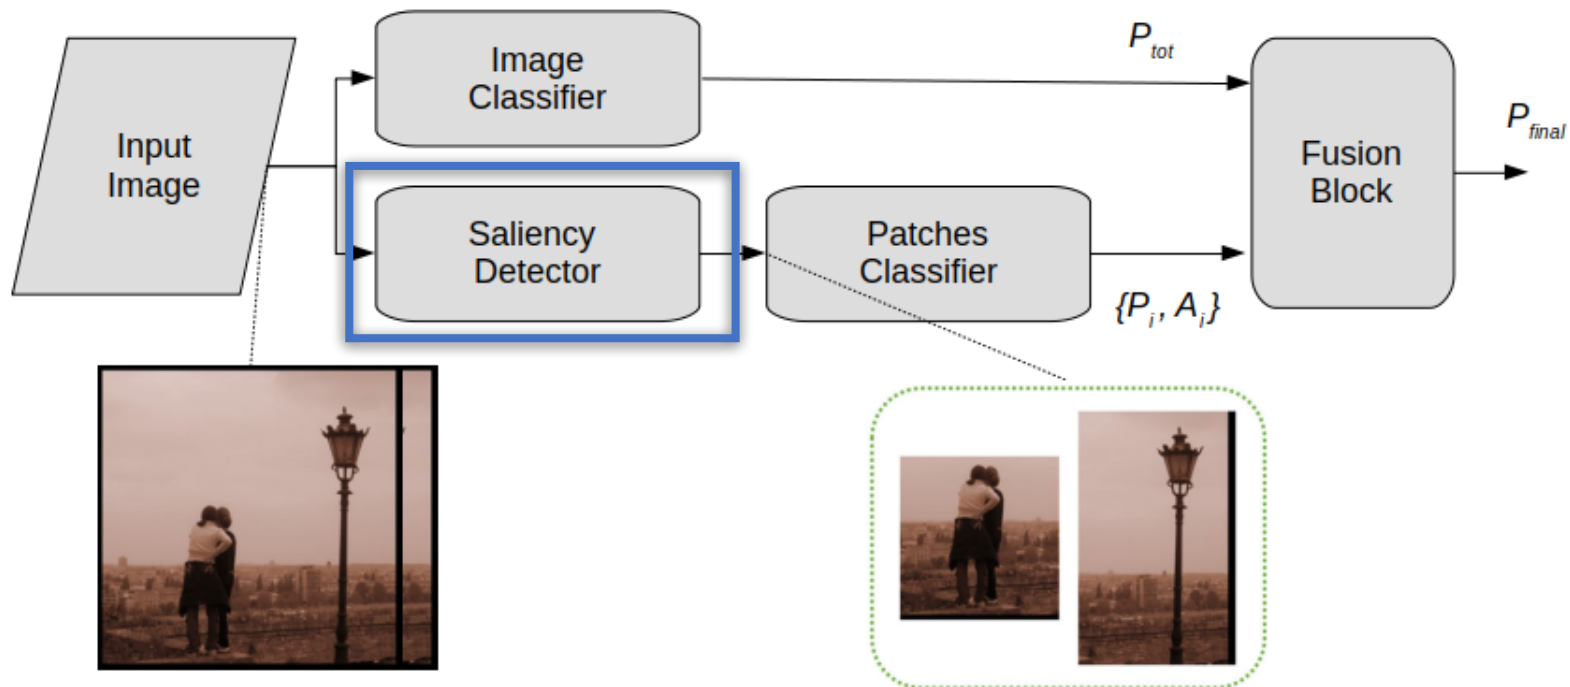 Input
Image
Image
Classifier
Saliency
Detector
Patches
Classifier
P_tot
{P_i, A_i}
Fusion
Block
P_final